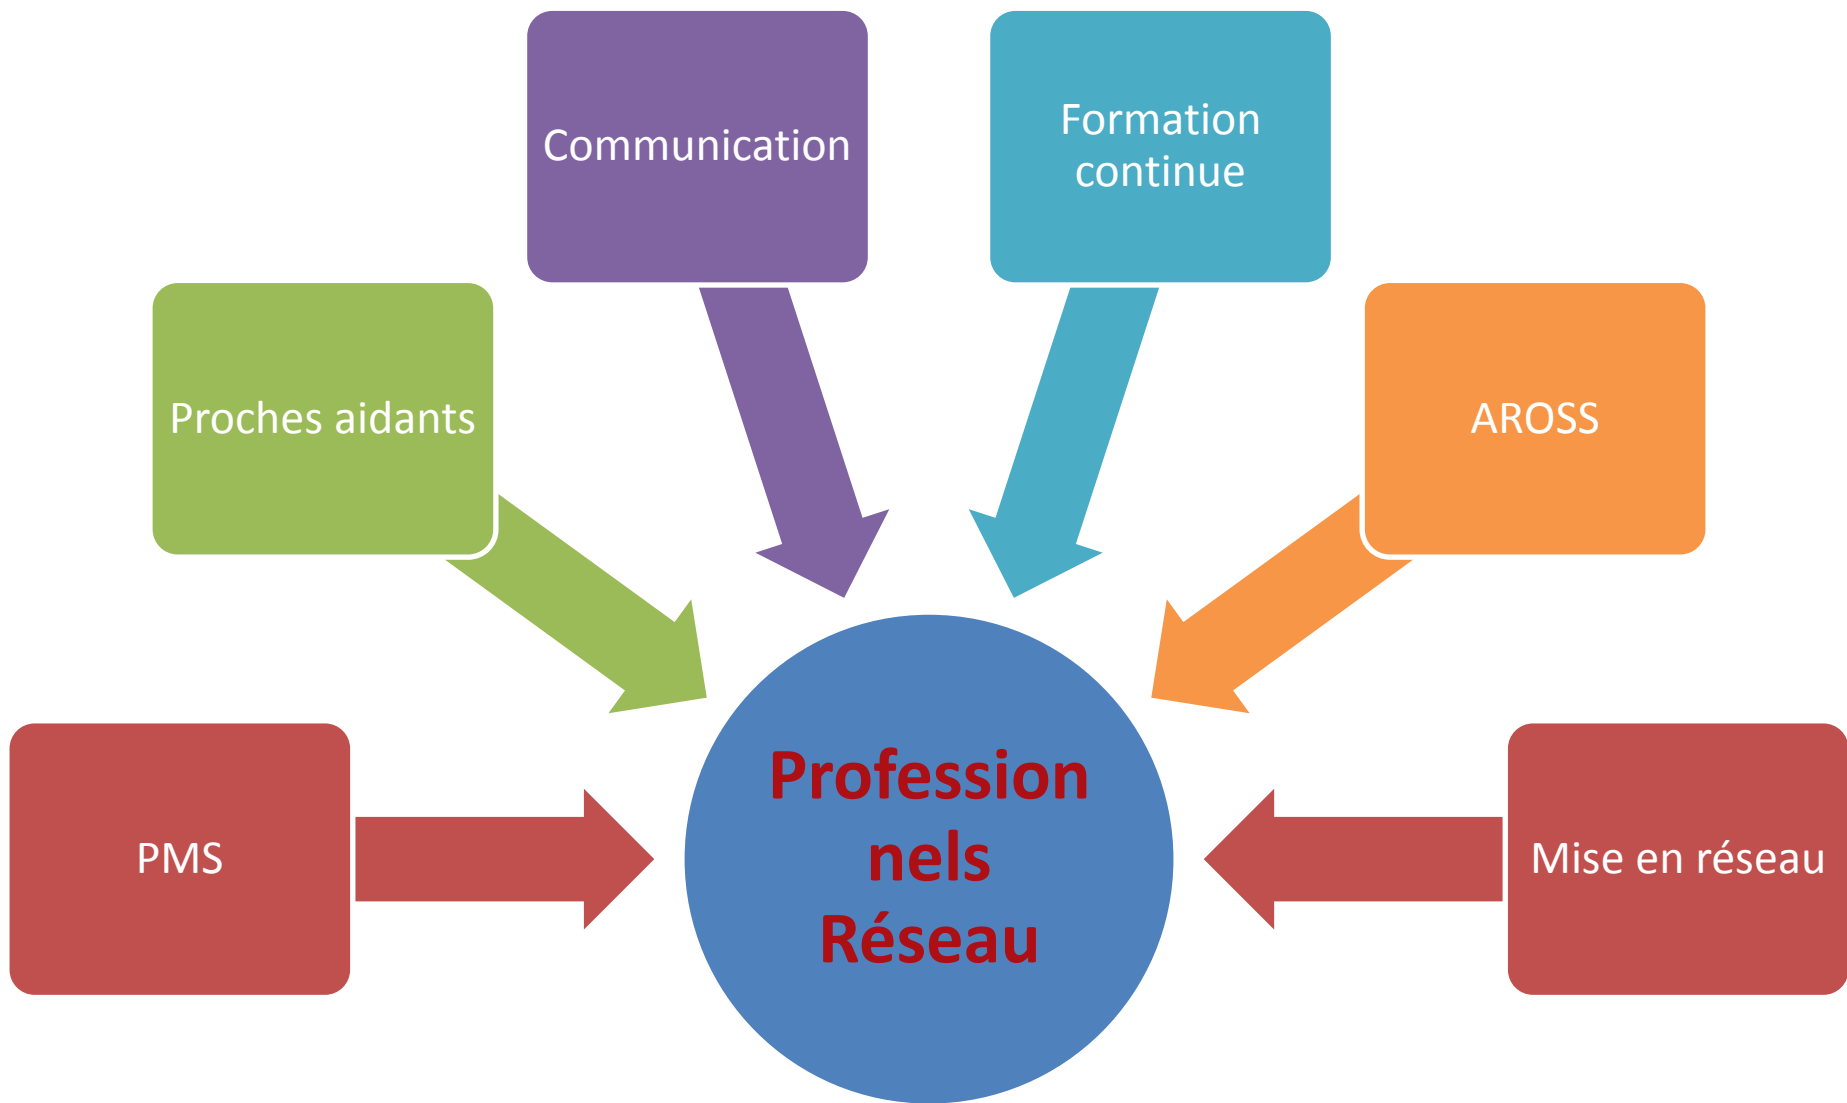 Communication
Formation
continue
Proches aidants
AROSS
PMS
Profession
nels
Réseau
Mise en réseau